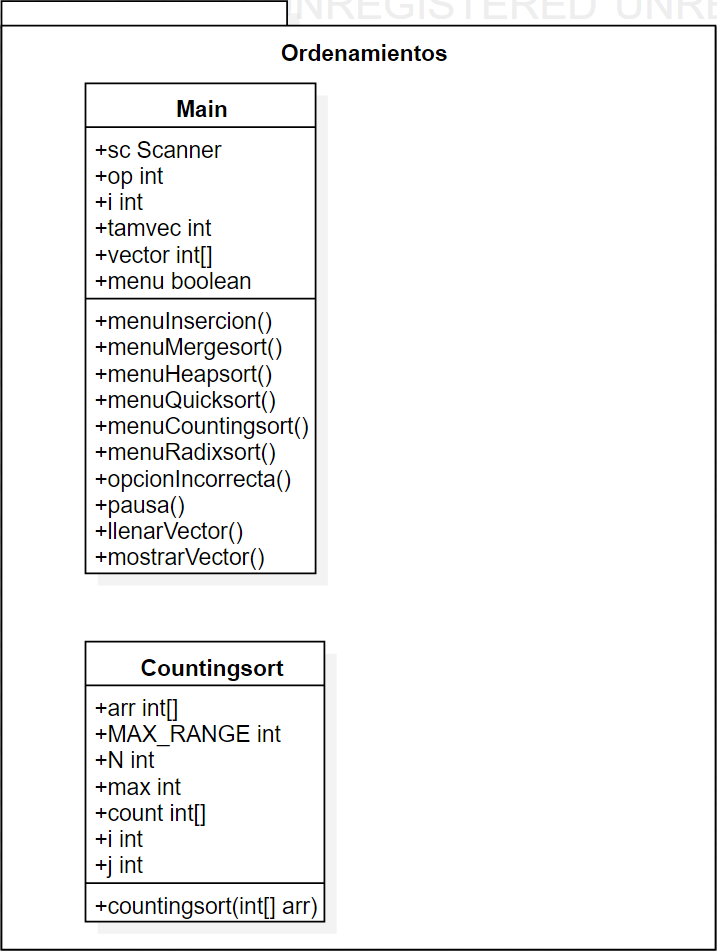 NREGISTERED UNRE
Ordenamientos
Main
+sc Scanner
+op int
+i int
+tamvec int
+vector int[]
+menu boolean
+menuInsercion()
+menuMergesort()
+menuHeapsort()
+menuQuicksort()
+menuCountingsort()
+menuRadixsort()
+opcionIncorrecta()
+pausa()
+llenarVector()
+mostrarVector()
Countingsort
+arr int[]
+MAX_RANGE int
+N int
+max int
+count int[]
+i int
+j int
+countingsort(int[] arr)